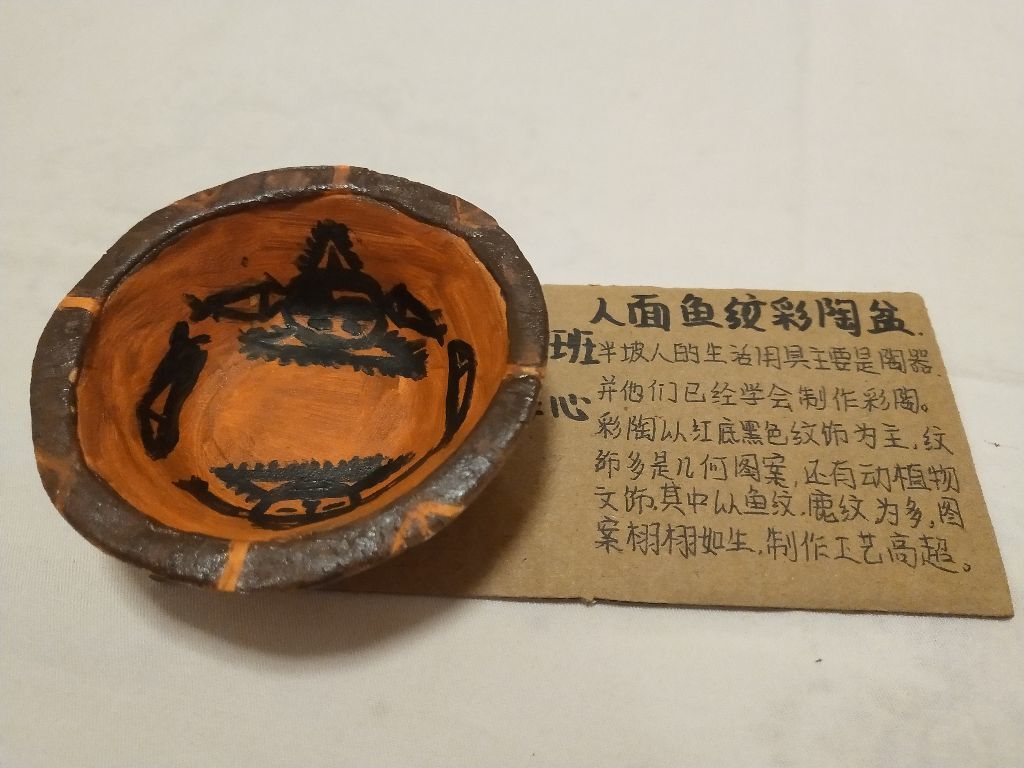 人面鱼纹彩陶盆.
班
心
半坡人的生活用具主要是陶器
并他们已经学会制作彩陶。
彩陶以红底黑色纹饰为主,纹
饰多是几何图案,还有动植物
文饰,其中以鱼纹.鹿纹为多,图
案栩栩如生,制作工艺高超。